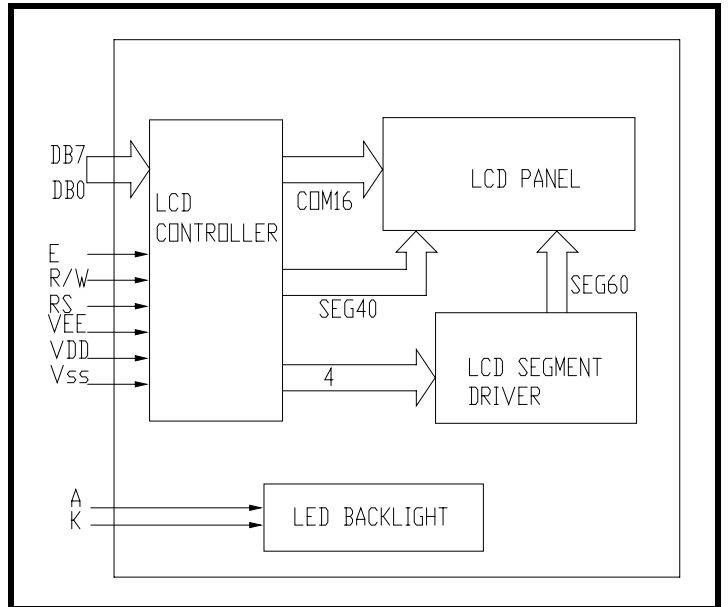 DB7
DB0
LCD
CONTROLLER
COM16
LCD PANEL
E
R/W
RS
VEE
VDD
Vss
SEG40
SEG60
4
LCD SEGMENT
DRIVER
A
K
LED BACKLIGHT